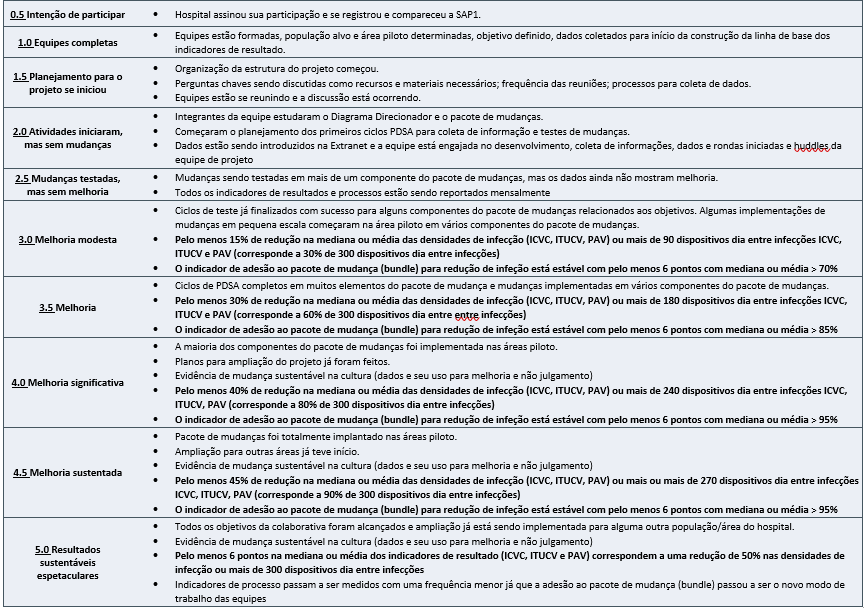 0.5 Intenção de participar
• Hospital assinou sua participação e se registrou e compareceu a SAP1.
1.0 Equipes completas
• Equipes estão formadas, população alvo e área piloto determinadas, objetivo definido, dados coletados para início da construção da linha de base dos
indicadores de resultado.
1.5 Planejamento para o
projeto se iniciou
• Organização da estrutura do projeto começou.
• Perguntas chaves sendo discutidas como recursos e materiais necessários; frequência das reuniões; processos para coleta de dados.
• Equipes estão se reunindo e a discussão está ocorrendo.
2.0 Atividades iniciaram,
mas sem mudanças
• Integrantes da equipe estudaram o Diagrama Direcionador e o pacote de mudanças.
• Começaram o planejamento dos primeiros ciclos PDSA para coleta de informação e testes de mudanças.
• Dados estão sendo introduzidos na Extranet e a equipe está engajada no desenvolvimento, coleta de informações, dados e rondas iniciadas e huddles da
equipe de projeto
2.5 Mudanças testadas,
mas sem melhoria
• Mudanças sendo testadas em mais de um componente do pacote de mudanças, mas os dados ainda não mostram melhoria.
• Todos os indicadores de resultados e processos estão sendo reportados mensalmente
3.0 Melhoria modesta
• Ciclos de teste já finalizados com sucesso para alguns componentes do pacote de mudanças relacionados aos objetivos. Algumas implementações de
mudanças em pequena escala começaram na área piloto em vários componentes do pacote de mudanças.
• Pelo menos 15% de redução na mediana ou média das densidades de infecção (ICVC, ITUCV, PAV) ou mais de 90 dispositivos dia entre infecções ICVC,
ITUCV e PAV (corresponde a 30% de 300 dispositivos dia entre infecções)
• O indicador de adesão ao pacote de mudança (bundle) para redução de infeção está estável com pelo menos 6 pontos com mediana ou média > 70%
3.5 Melhoria
• Ciclos de PDSA completos em muitos elementos do pacote de mudança e mudanças implementadas em vários componentes do pacote de mudanças.
• Pelo menos 30% de redução na mediana ou média das densidades de infecção (ICVC, ITUCV, PAV) ou mais de 180 dispositivos dia entre infecções ICVC,
ITUCV e PAV (corresponde a 60% de 300 dispositivos dia entre entre infecções)
• O indicador de adesão ao pacote de mudança (bundle) para redução de infeção está estável com pelo menos 6 pontos com mediana ou média > 85%
4.0 Melhoria significativa
• A maioria dos componentes do pacote de mudanças foi implementada nas áreas piloto.
• Planos para ampliação do projeto já foram feitos.
• Evidência de mudança sustentável na cultura (dados e seu uso para melhoria e não julgamento)
• Pelo menos 40% de redução na mediana ou média das densidades de infecção (ICVC, ITUCV, PAV) ou mais de 240 dispositivos dia entre infecções ICVC,
ITUCV, PAV (corresponde a 80% de 300 dispositivos dia entre infecções)
• O indicador de adesão ao pacote de mudança (bundle) para redução de infeção está estável com pelo menos 6 pontos com mediana ou média > 95%
4.5 Melhoria sustentada
• Pacote de mudanças foi totalmente implantado nas áreas piloto.
• Ampliação para outras áreas já teve início.
• Evidência de mudança sustentável na cultura (dados e seu uso para melhoria e não julgamento)
• Pelo menos 45% de redução na mediana ou média das densidades de infecção (ICVC, ITUCV, PAV) ou mais ou mais de 270 dispositivos dia entre infecções
ICVC, ITUCV, PAV (corresponde a 90% de 300 dispositivos dia entre infecções)
• O indicador de adesão ao pacote de mudança (bundle) para redução de infeção está estável com pelo menos 6 pontos com mediana ou média > 95%
5.0 Resultados
sustentáveis
espetaculares
• Todos os objetivos da colaborativa foram alcançados e ampliação já está sendo implementada para alguma outra população/área do hospital.
• Evidência de mudança sustentável na cultura (dados e seu uso para melhoria e não julgamento)
• Pelo menos 6 pontos na mediana ou média dos indicadores de resultado (ICVC, ITUCV e PAV) correspondem a uma redução de 50% nas densidades de
infecção ou mais de 300 dispositivos dia entre infecções
• Indicadores de processo passam a ser medidos com uma frequência menor já que a adesão ao pacote de mudança (bundle) passou a ser o novo modo de
trabalho das equipes